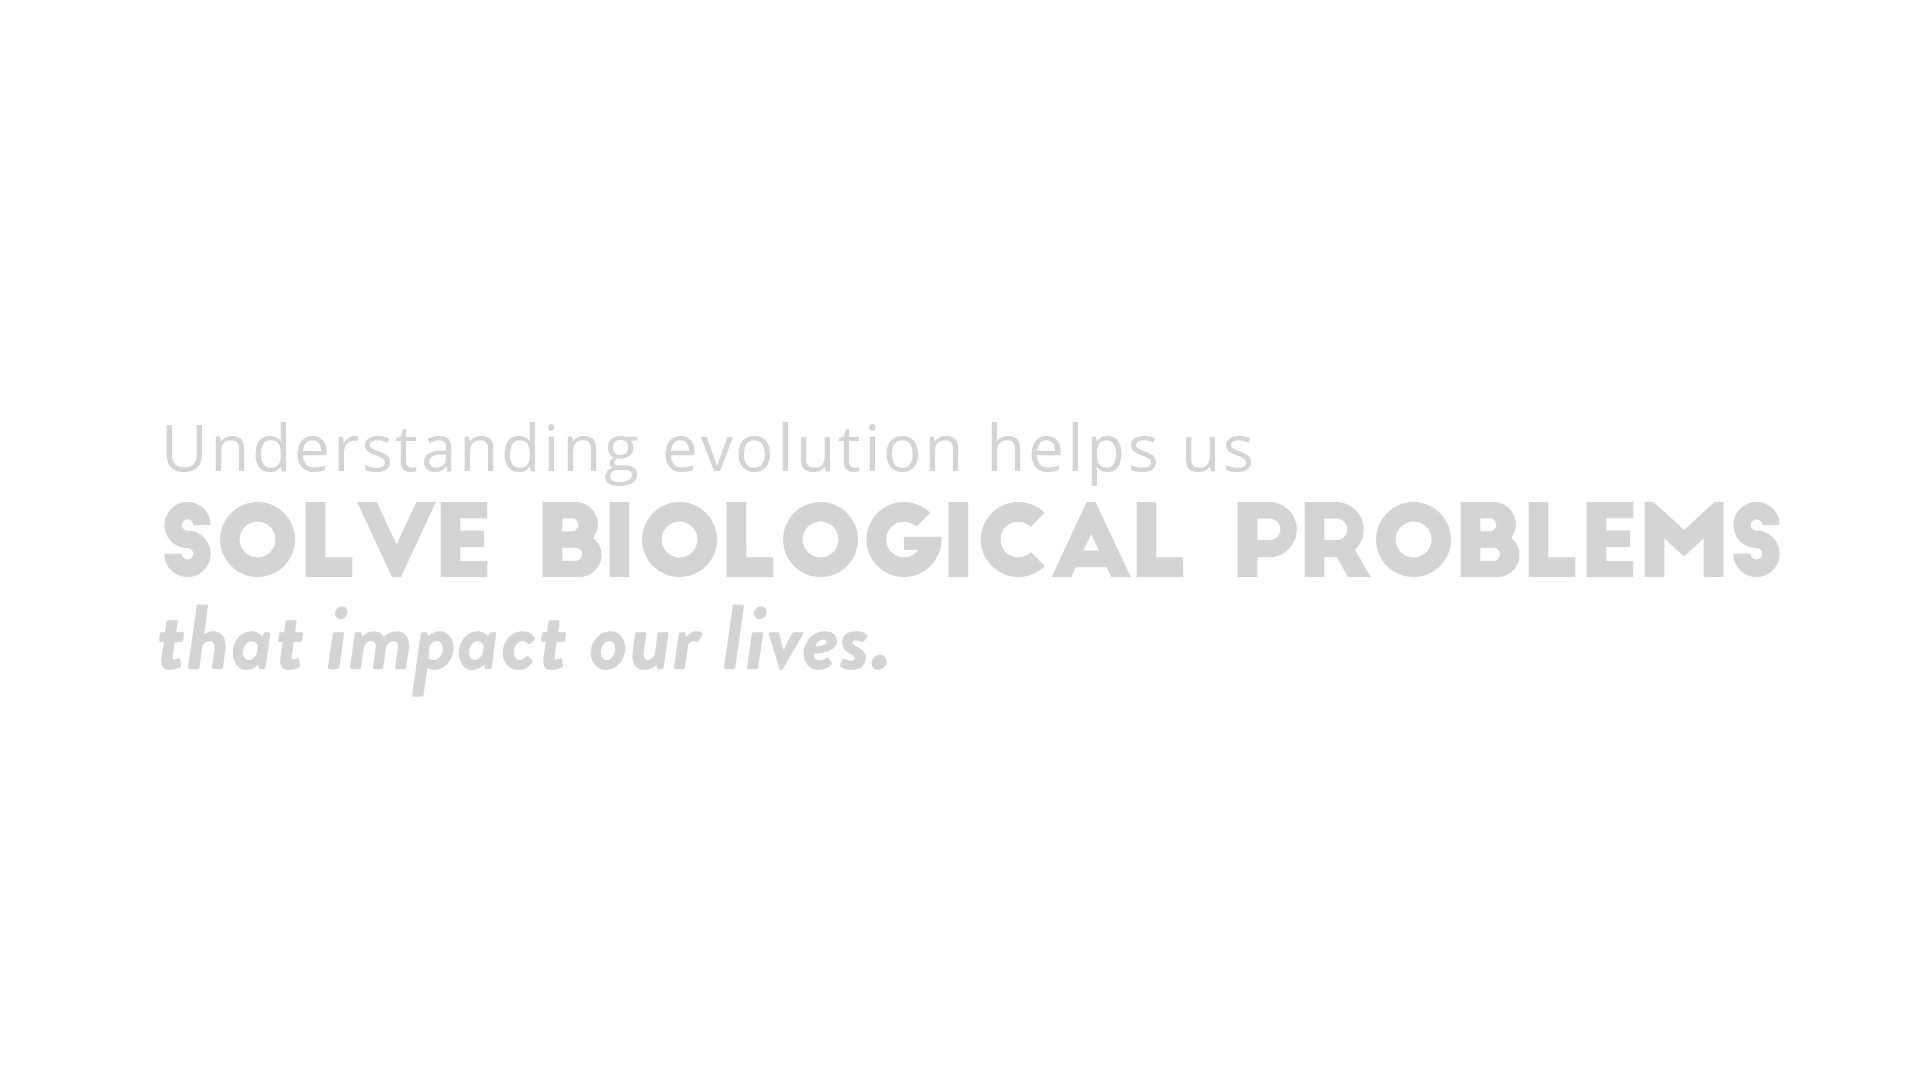 Understanding evolution helps us
SOLVE BIOLOGICAL PROBLEMS
that impact our lives.